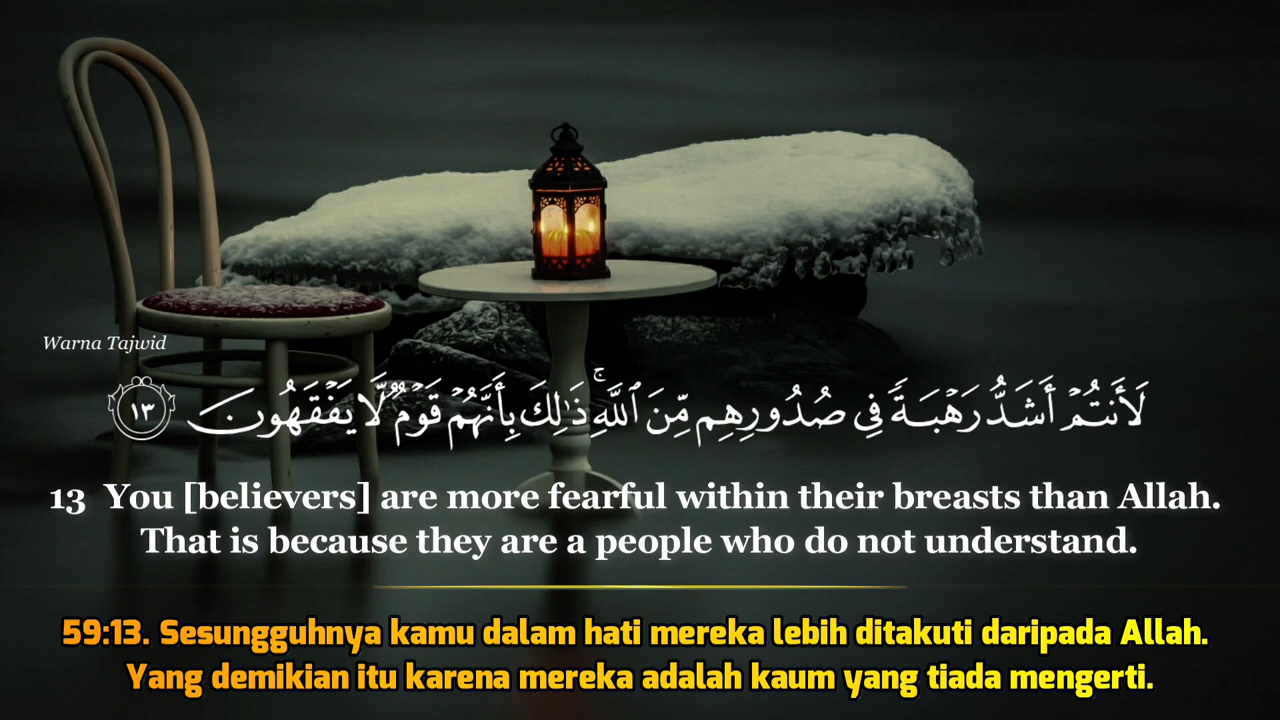 Warna Tajwid
لَأَنتُمْ أَشَدُّ رَهْبَةً فِى صُدُورِهِم مِّنَ ٱللَّهِ ۚ ذَٰلِكَ بِأَنَّهُمْ قَوْمٌ لَّا يَفْقَهُونَ ١٣
13 You [believers] are more fearful within their breasts than Allah.
That is because they are a people who do not understand.
59:13. Sesungguhnya kamu dalam hati mereka lebih ditakuti daripada Allah.
Yang demikian itu karena mereka adalah kaum yang tiada mengerti.